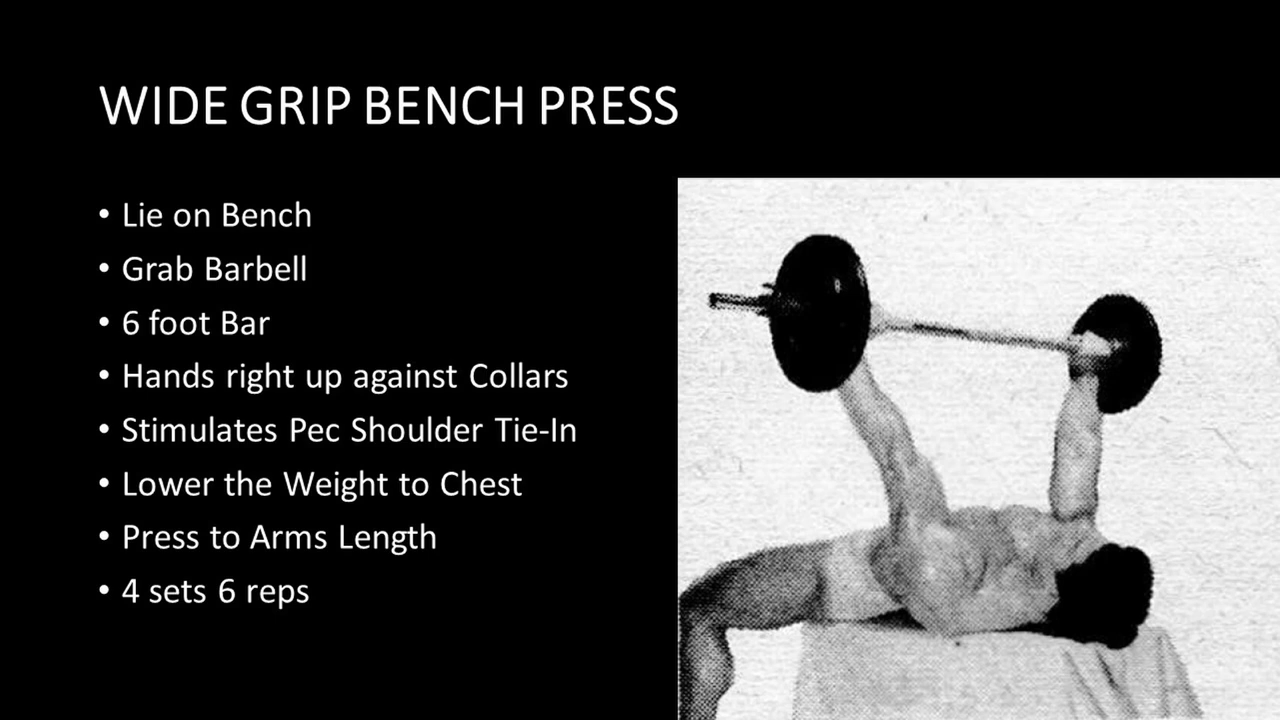 WIDE GRIP BENCH PRESS
• Lie on Bench
• Grab Barbell
• 6 foot Bar
• Hands right up against Collars
• Stimulates Pec Shoulder Tie-In
• Lower the Weight to Chest
• Press to Arms Length
• 4 sets 6 reps